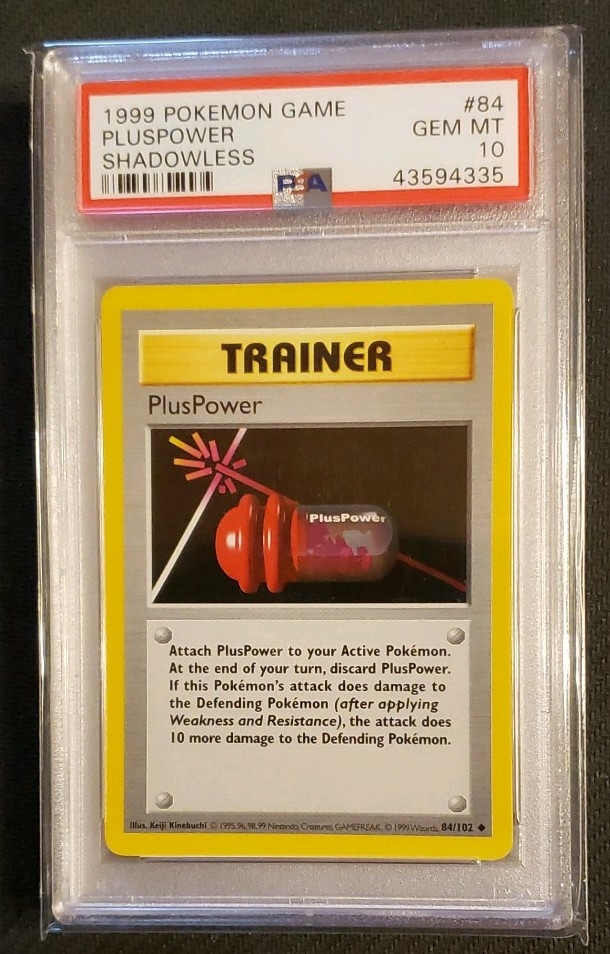 1999 POKEMON GAME #84
PLUSPOWER GEM MT
SHADOWLESS 10
PSA 43594335
TRAINER
PlusPower
PlusPower
Attach PlusPower to your Active Pokémon.
At the end of your turn, discard PlusPower.
If this Pokémon's attack does damage to
the Defending Pokémon (after applying
Weakness and Resistance), the attack does
10 more damage to the Defending Pokémon.
Illus. Keiji Kinebuchi © 1995, 96, 98, 99 Nintendo, Creatures, GAMEFREAK. © 1999 Wizards. 84/102 ◆